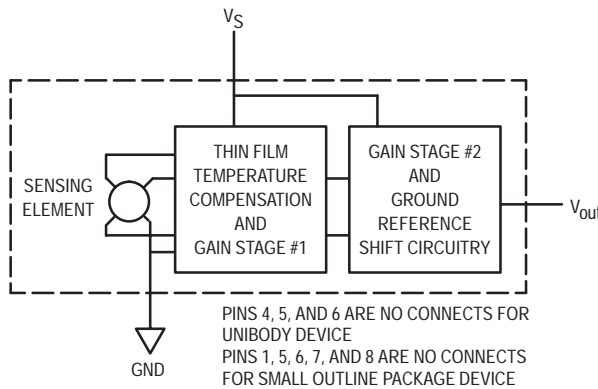 VS
THIN FILM
TEMPERATURE
COMPENSATION
AND
GAIN STAGE #1
GAIN STAGE #2
AND
GROUND
REFERENCE
SHIFT CIRCUITRY
SENSING
ELEMENT
Vout
GND
PINS 4, 5, AND 6 ARE NO CONNECTS FOR
UNIBODY DEVICE
PINS 1, 5, 6, 7, AND 8 ARE NO CONNECTS
FOR SMALL OUTLINE PACKAGE DEVICE